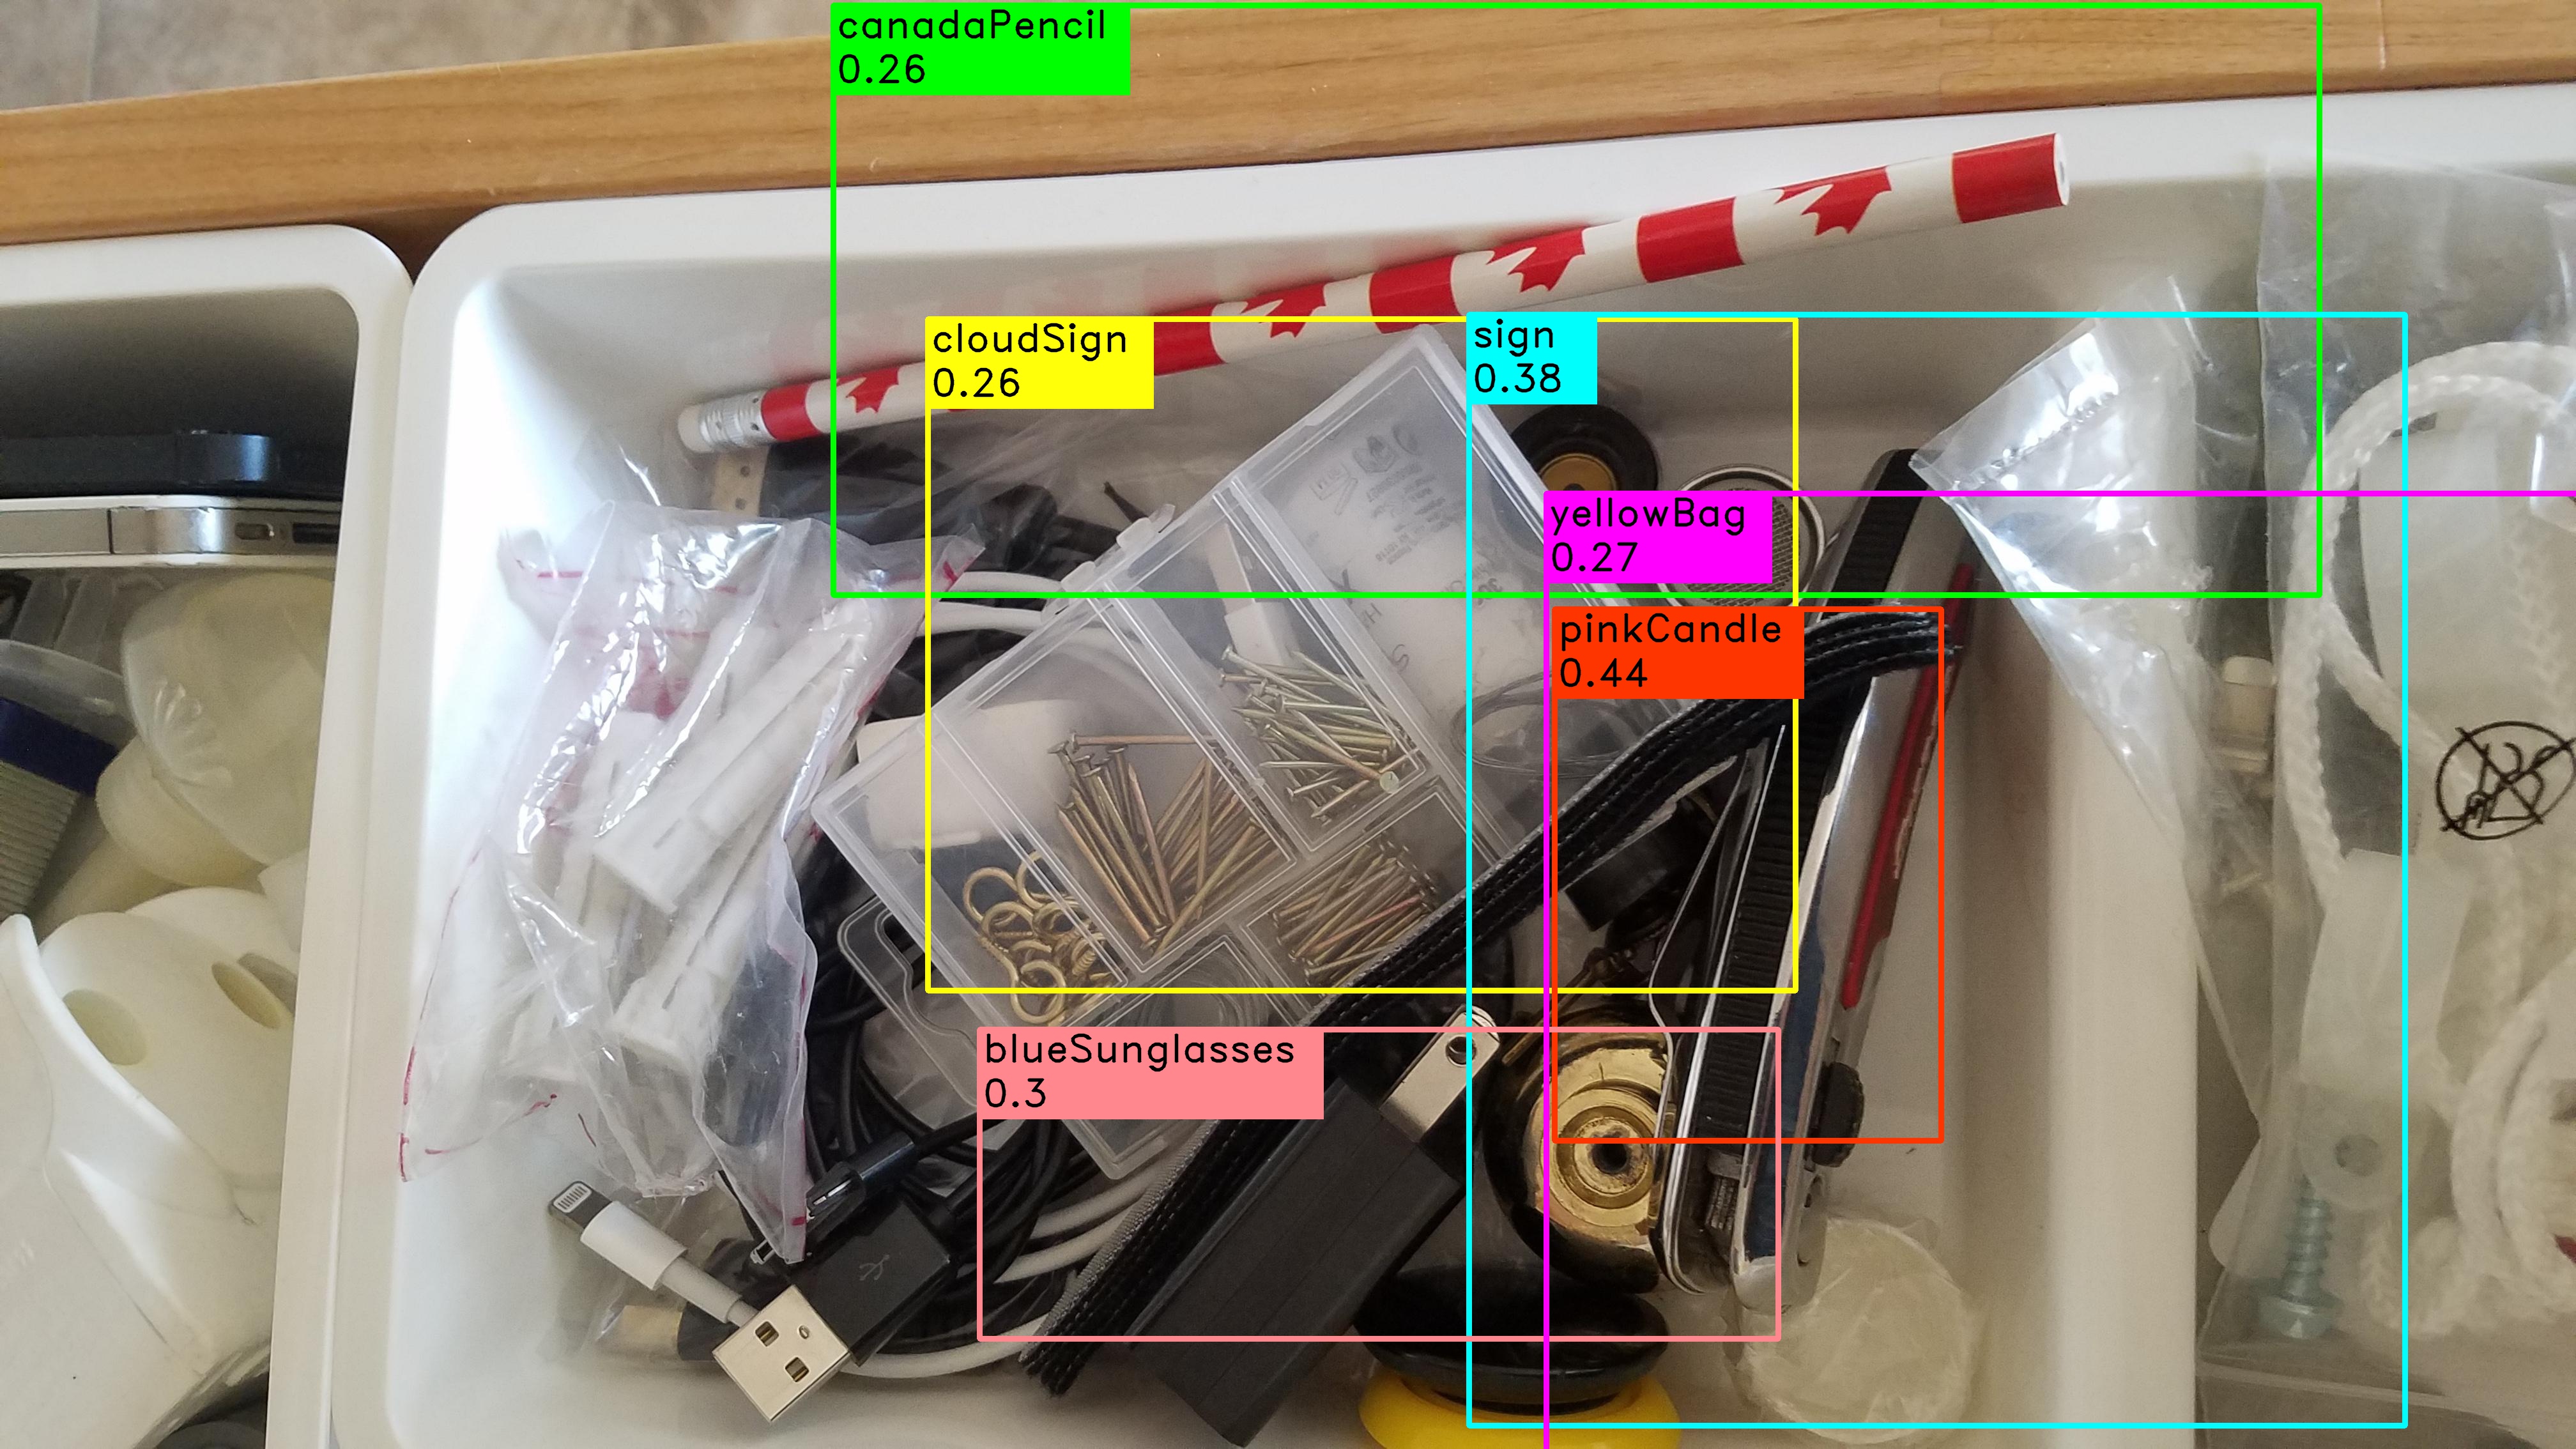 canadaPencil
0.26
cloudSign
0.26
sign
0.38
yellowBag
0.27
pinkCandle
0.44
blueSunglasses
0.3